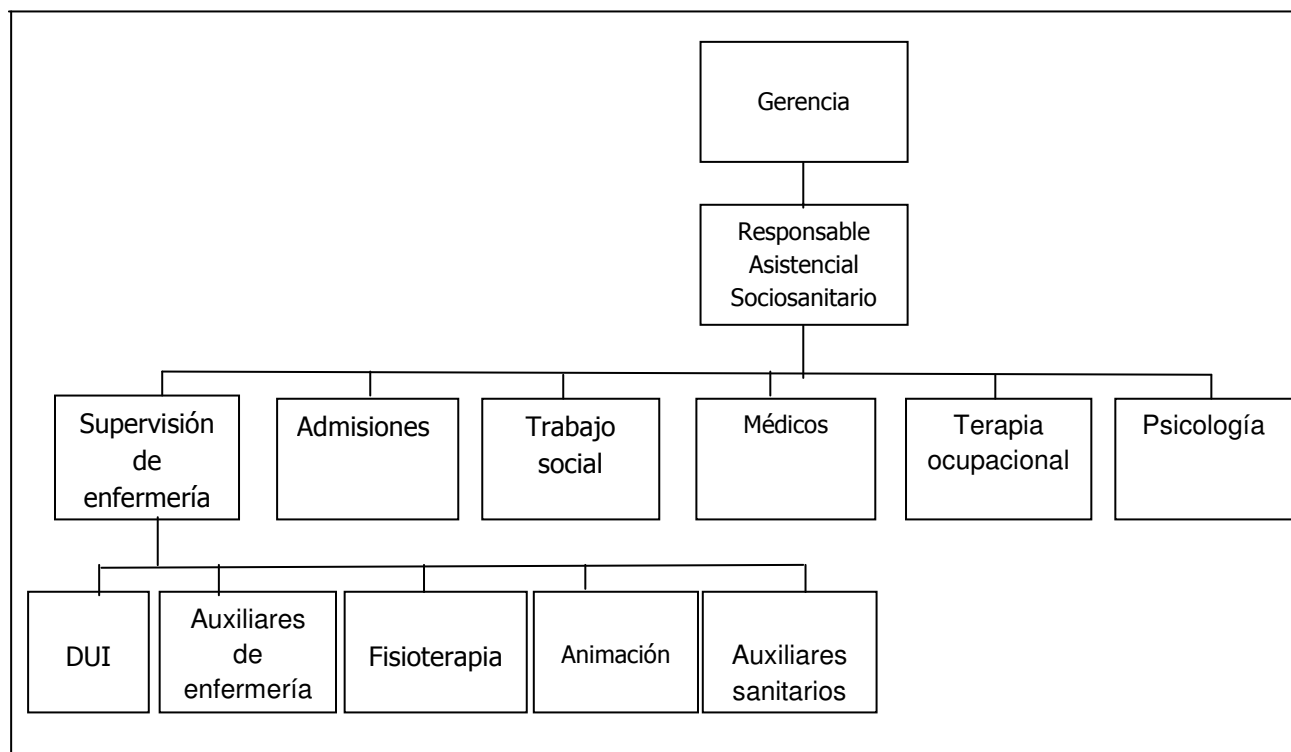 Gerencia
Responsable
Asistencial
Sociosanitario
Supervisión
de
enfermería
Admisiones
Trabajo
social
Médicos
Terapia
ocupacional
Psicología
DUI
Auxiliares
de
enfermería
Fisioterapia
Animación
Auxiliares
sanitarios